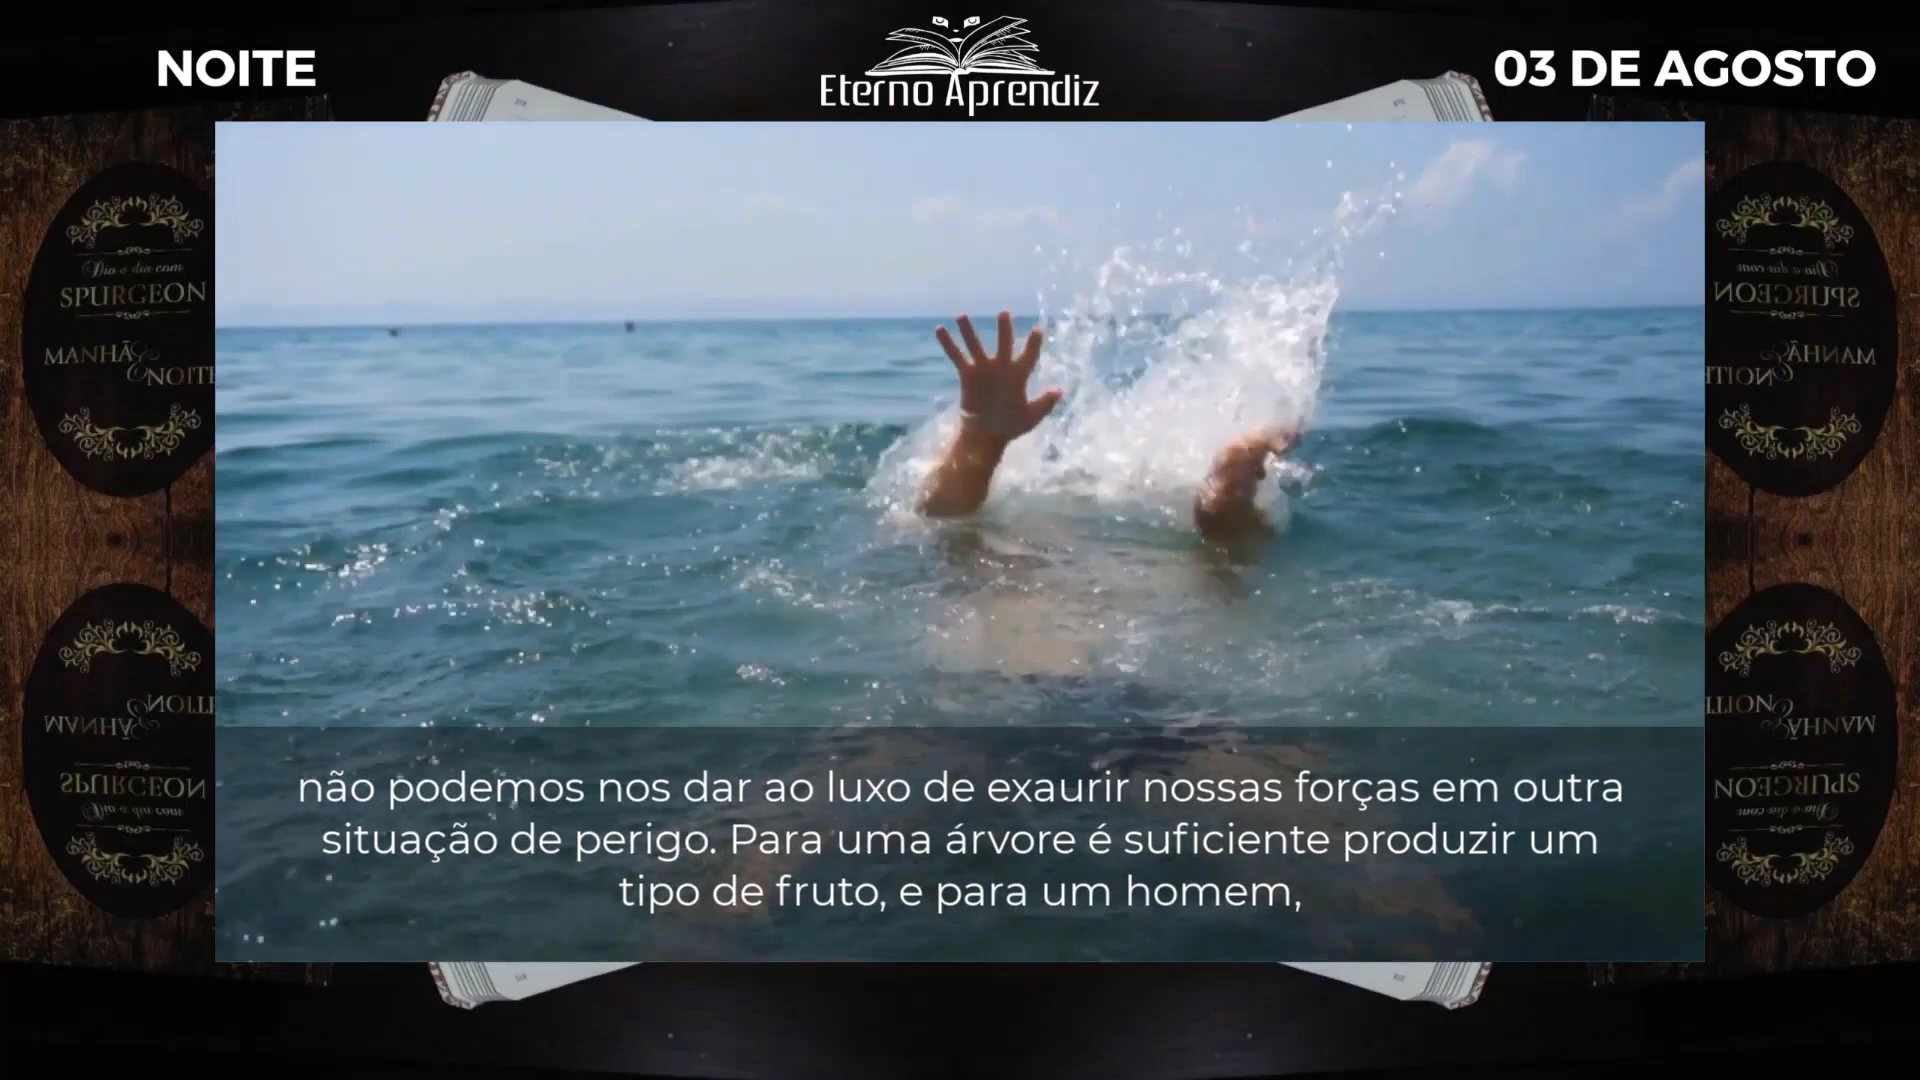 NOITE
Eterno Aprendiz
03 DE AGOSTO
Dia a dia com
SPURGEON
MANHÃ &
NOITE
não podemos nos dar ao luxo de exaurir nossas forças em outra
situação de perigo. Para uma árvore é suficiente produzir um
tipo de fruto, e para um homem,